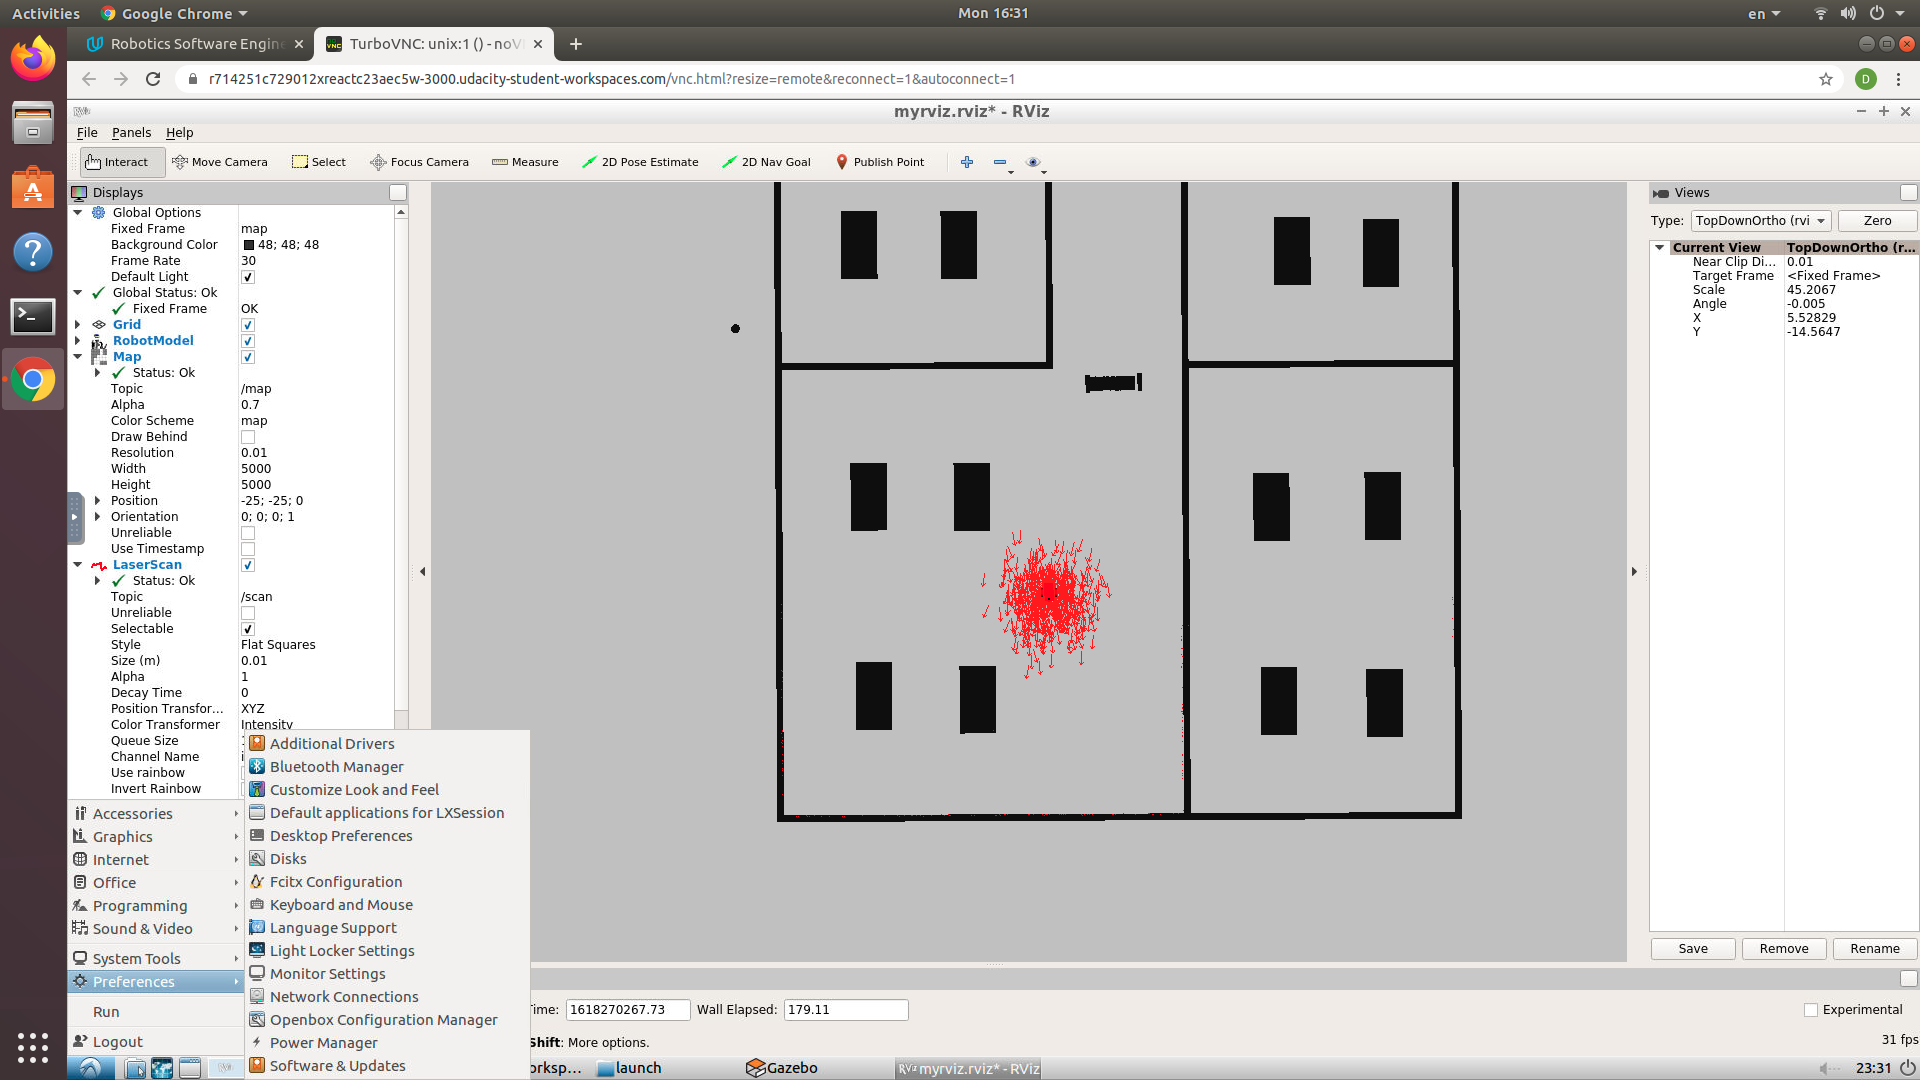 Activities
Google Chrome
Mon 16:31
en
Robotics Software Engine
TurboVNC: unix:1 () - noV
r714251c729012xreactc23aec5w-3000.udacity-student-workspaces.com/vnc.html?resize=remote&reconnect=1&autoconnect=1
D
myrviz.rviz* - RViz
File Panels Help
Interact Move Camera Select Focus Camera Measure 2D Pose Estimate 2D Nav Goal Publish Point
Displays
Global Options
Fixed Frame map
Background Color 48; 48; 48
Frame Rate 30
Default Light
Global Status: Ok
Fixed Frame OK
Grid
RobotModel
Map
Status: Ok
Topic /map
Alpha 0.7
Color Scheme map
Draw Behind
Resolution 0.01
Width 5000
Height 5000
Position -25; -25; 0
Orientation 0; 0; 0; 1
Unreliable
Use Timestamp
LaserScan
Status: Ok
Topic /scan
Unreliable
Selectable
Style Flat Squares
Size (m) 0.01
Alpha 1
Decay Time 0
Position Transfor... XYZ
Color Transformer Intensity
Queue Size
Channel Name
Use rainbow
Invert Rainbow
Accessories
Graphics
Internet
Office
Programming
Sound & Video
System Tools
Preferences
Run
Logout
Additional Drivers
Bluetooth Manager
Customize Look and Feel
Default applications for LXSession
Desktop Preferences
Disks
Fcitx Configuration
Keyboard and Mouse
Language Support
Light Locker Settings
Monitor Settings
Network Connections
Openbox Configuration Manager
Power Manager
Software & Updates
Views
Type: TopDownOrtho (rvi Zero
Current View TopDownOrtho (r...
Near Clip Di... 0.01
Target Frame <Fixed Frame>
Scale 45.2067
Angle -0.005
X 5.52829
Y -14.5647
Save Remove Rename
Time: 1618270267.73 Wall Elapsed: 179.11 Experimental
Shift: More options. 31 fps
orksp... launch Gazebo myrviz.rviz* - RViz 23:31